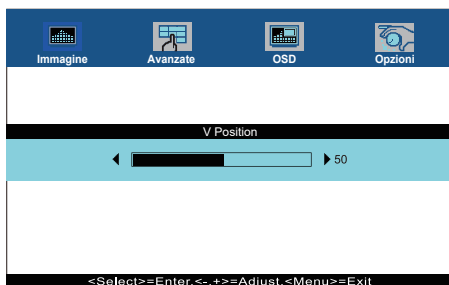 Immagine Avanzate OSD Opzioni
V Position
50
<Select>=Enter,<-,+>=Adjust,<Menu>=Exit